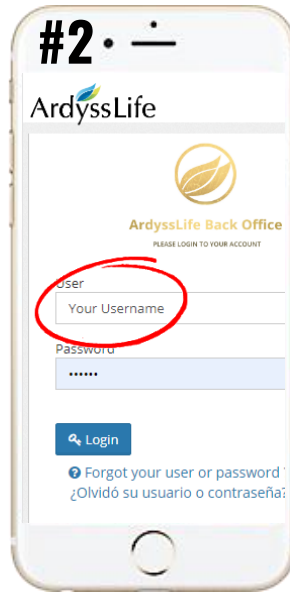 #2
ArdyssLife
ArdyssLife Back Office
PLEASE LOGIN TO YOUR ACCOUNT
User
Your Username
Password
••••••
Login
Forgot your user or password
¿Olvidó su usuario o contraseña?